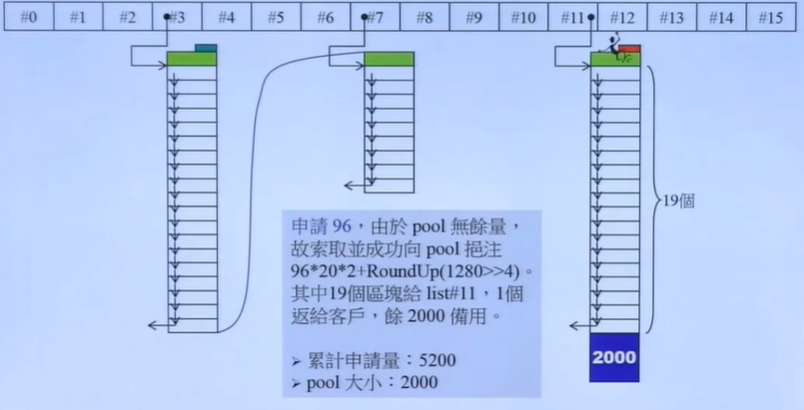 #0 #1 #2 #3 #4 #5 #6 #7 #8 #9 #10 #11 #12 #13 #14 #15
19個
申請 96，由於 pool 無餘量，
故索取並成功向 pool 挹注
96*20*2+RoundUp(1280>>4)。
其中19個區塊給 list#11，1個
返給客戶，餘 2000 備用。
➢ 累計申請量：5200
➢ pool 大小：2000
2000